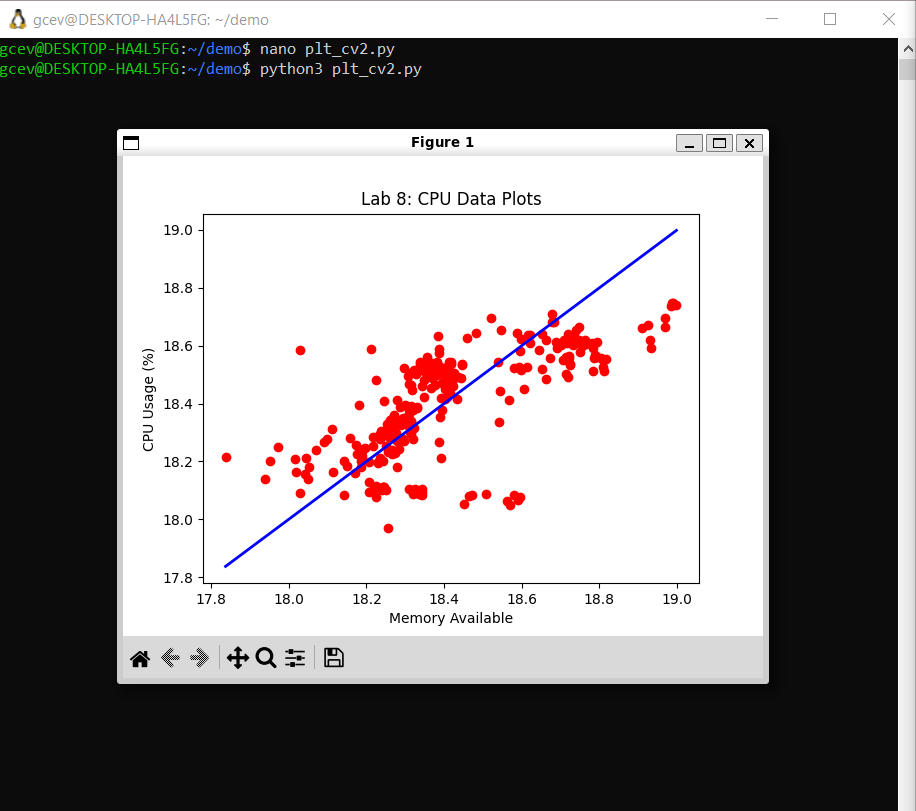 gcev@DESKTOP-HA4L5FG: ~/demo
gcev@DESKTOP-HA4L5FG:~/demo$ nano plt_cv2.py
gcev@DESKTOP-HA4L5FG:~/demo$ python3 plt_cv2.py
Figure 1
Lab 8: CPU Data Plots
19.0
18.8
18.6
18.4
18.2
18.0
17.8
CPU Usage (%)
17.8 18.0 18.2 18.4 18.6 18.8 19.0
Memory Available